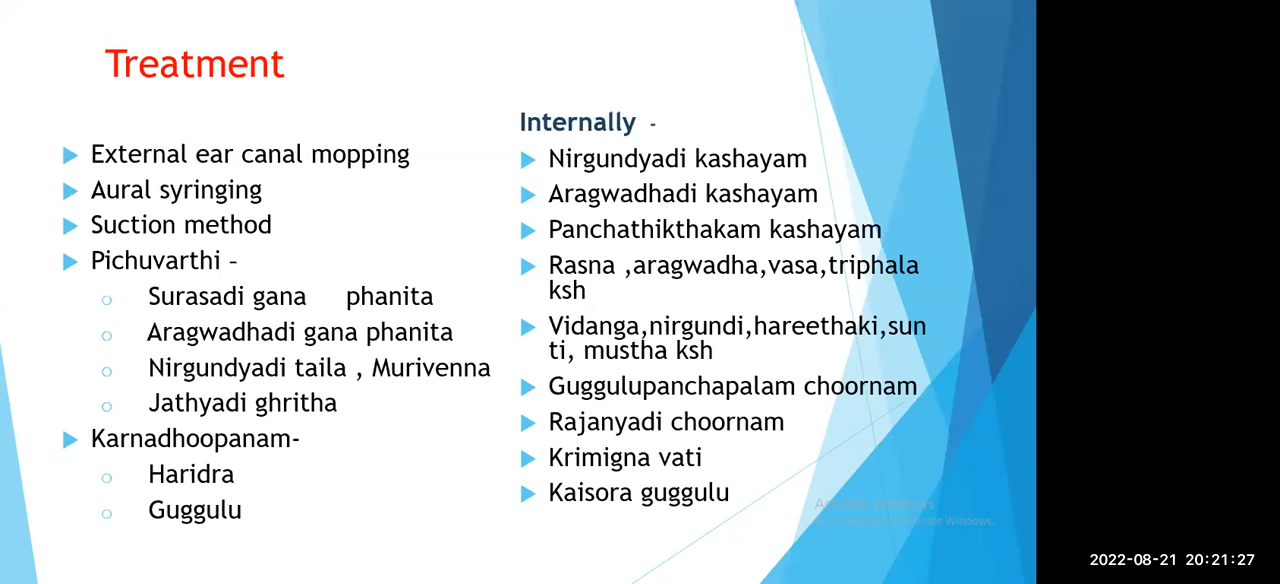 Treatment
External ear canal mopping
Aural syringing
Suction method
Pichuvarthi –
Surasadi gana phanita
Aragwadhadi gana phanita
Nirgundyadi taila , Murivenna
Jathyadi ghritha
Karnadhoopanam-
Haridra
Guggulu
Internally -
Nirgundyadi kashayam
Aragwadhadi kashayam
Panchathikthakam kashayam
Rasna ,aragwadha,vasa,triphala
ksh
Vidanga,nirgundi,hareethaki,sun
ti, mustha ksh
Guggulupanchapalam choornam
Rajanyadi choornam
Krimigna vati
Kaisora guggulu
Activate Windows
2022-08-21 20:21:27